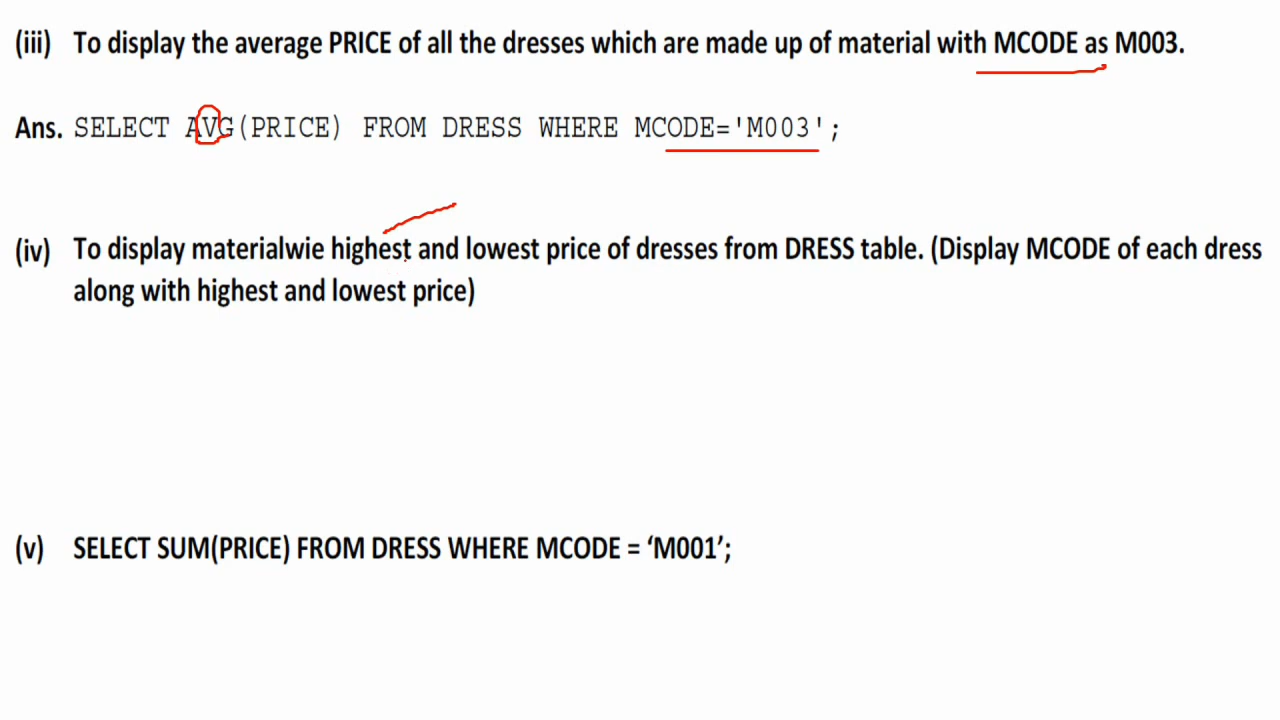 (iii) To display the average PRICE of all the dresses which are made up of material with MCODE as M003.
Ans. SELECT AVG(PRICE) FROM DRESS WHERE MCODE='M003';
(iv) To display materialwie highest and lowest price of dresses from DRESS table. (Display MCODE of each dress
along with highest and lowest price)
(v) SELECT SUM(PRICE) FROM DRESS WHERE MCODE = ‘M001’;